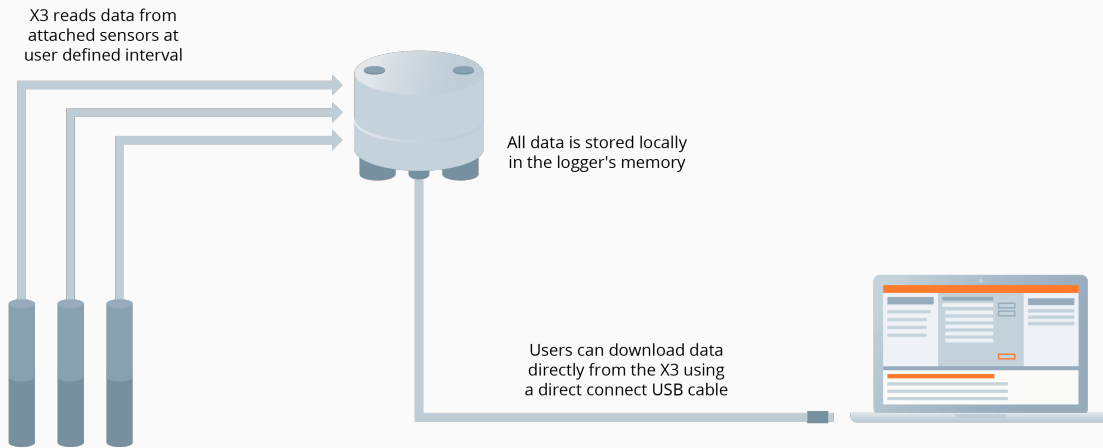 X3 reads data from
attached sensors at
user defined interval
All data is stored locally
in the logger's memory
Users can download data
directly from the X3 using
a direct connect USB cable